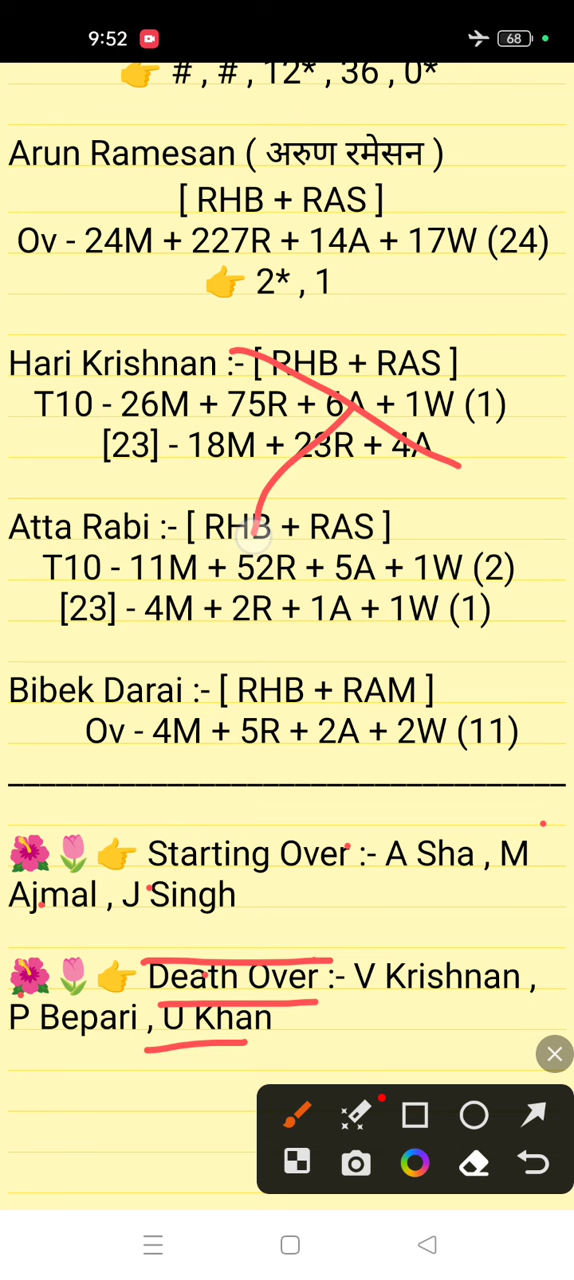 9:52
68
👉 # , # , 12* , 36 , 0*
Arun Ramesan ( अरुण रमेसन )
[ RHB + RAS ]
Ov - 24M + 227R + 14A + 17W (24)
👉 2* , 1
Hari Krishnan :- [ RHB + RAS ]
T10 - 26M + 75R + 6A + 1W (1)
[23] - 18M + 23R + 4A
Atta Rabi :- [ RHB + RAS ]
T10 - 11M + 52R + 5A + 1W (2)
[23] - 4M + 2R + 1A + 1W (1)
Bibek Darai :- [ RHB + RAM ]
Ov - 4M + 5R + 2A + 2W (11)
🌺🌷👉 Starting Over :- A Sha , M
Ajmal , J Singh
🌺🌷👉 Death Over :- V Krishnan ,
P Bepari , U Khan